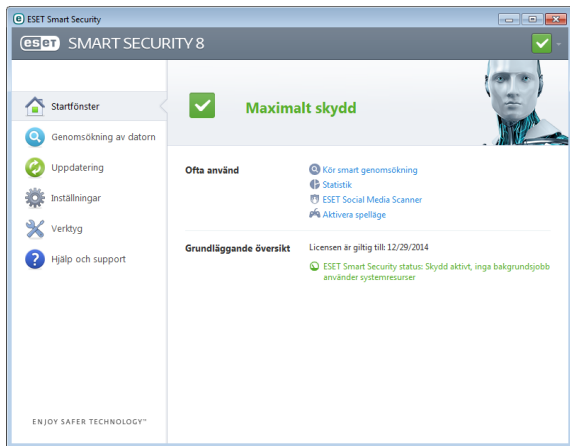 ESET Smart Security
eset SMART SECURITY 8
Startfönster
Genomsökning av datorn
Uppdatering
Inställningar
Verktyg
Hjälp och support
ENJOY SAFER TECHNOLOGY™
Maximalt skydd
Ofta använd
Kör smart genomsökning
Statistik
ESET Social Media Scanner
Aktivera spelläge
Grundläggande översikt
Licensen är giltig till: 12/29/2014
ESET Smart Security status: Skydd aktivt, inga bakgrundsjobb
använder systemresurser